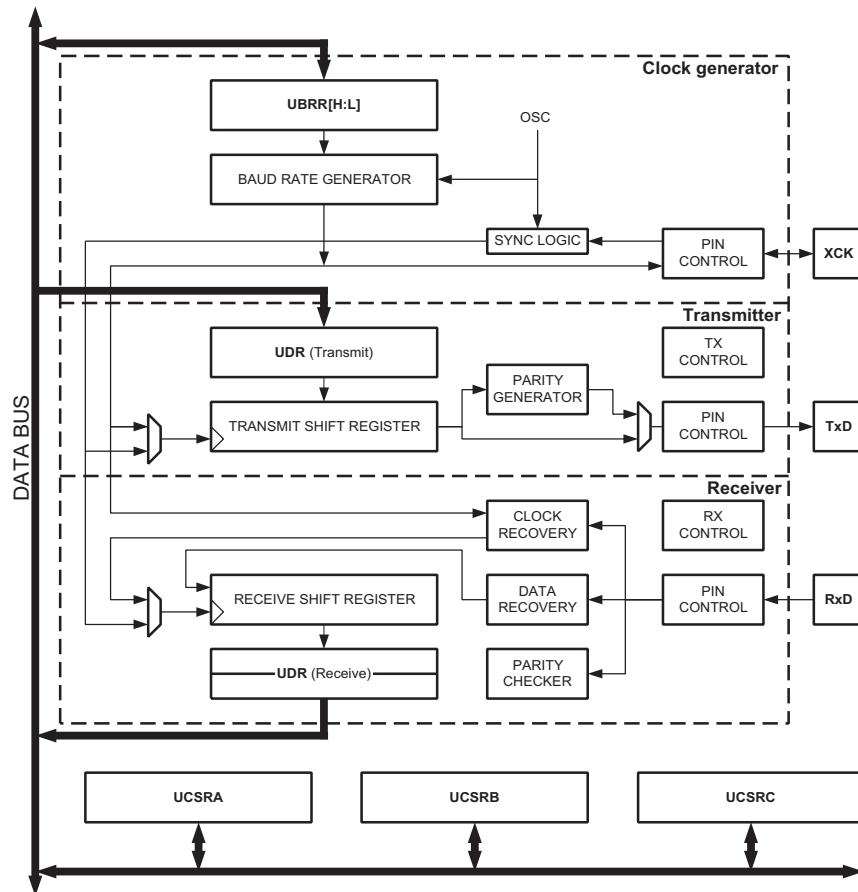 Clock generator
UBRR[H:L]
OSC
BAUD RATE GENERATOR
SYNC LOGIC
PIN
CONTROL
XCK
Transmitter
UDR (Transmit)
TX
CONTROL
PARITY
GENERATOR
TRANSMIT SHIFT REGISTER
PIN
CONTROL
TxD
DATA BUS
Receiver
CLOCK
RECOVERY
RX
CONTROL
RECEIVE SHIFT REGISTER
DATA
RECOVERY
PIN
CONTROL
RxD
UDR (Receive)
PARITY
CHECKER
UCSRA
UCSRB
UCSRC